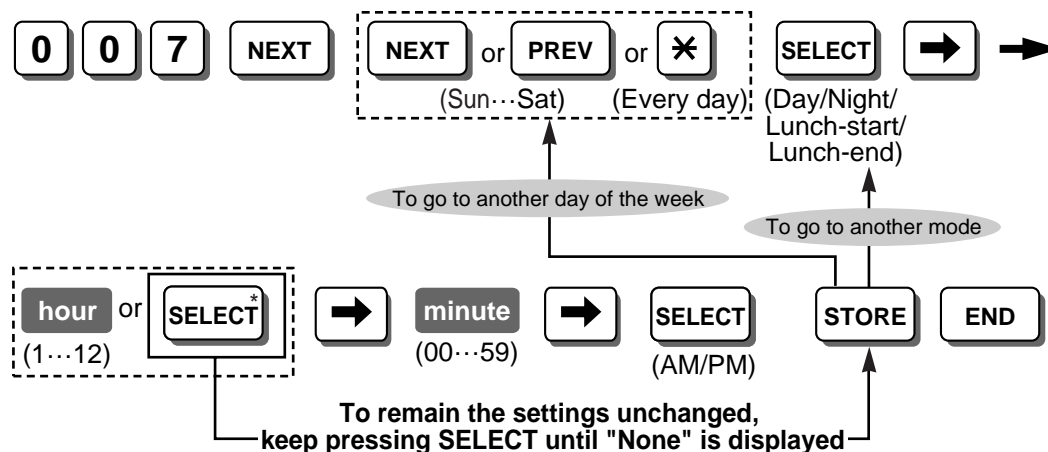 0 0 7 NEXT NEXT or PREV or ✕ SELECT ➡ ➡
(Sun···Sat) (Every day) (Day/Night/
Lunch-start/
Lunch-end)
To go to another day of the week
To go to another mode
hour or SELECT* ➡ minute ➡ SELECT STORE END
(1···12) (00···59) (AM/PM)
To remain the settings unchanged,
keep pressing SELECT until "None" is displayed